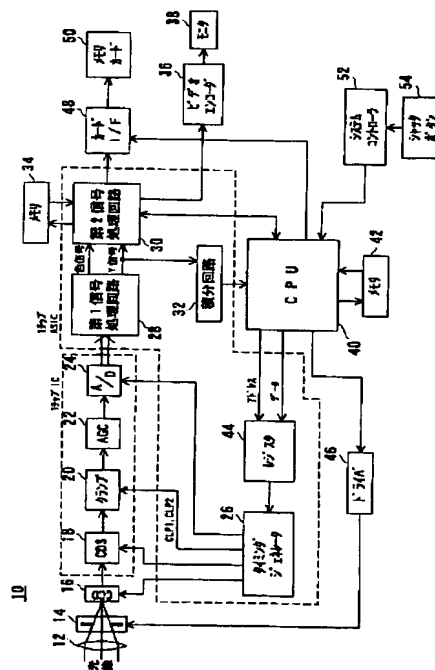 10
光
像
12
14
16
CCD
1チップIC
18
CDS
20
クランプ
22
AGC
24
A/D
CLP1,CLP2
1チップ
ASIC
28
第1信号
処理回路
色信号
Y信号
30
第2信号
処理回路
34
メモリ
32
積分回路
26
タイミング
ジェネレータ
44
レジスタ
アドレス
データ
40
CPU
42
メモリ
46
ドライバ
48
カード
I/F
50
メモリ
カード
36
ビデオ
エンコーダ
38
モニタ
52
システム
コントローラ
54
シャッタ
ボタン